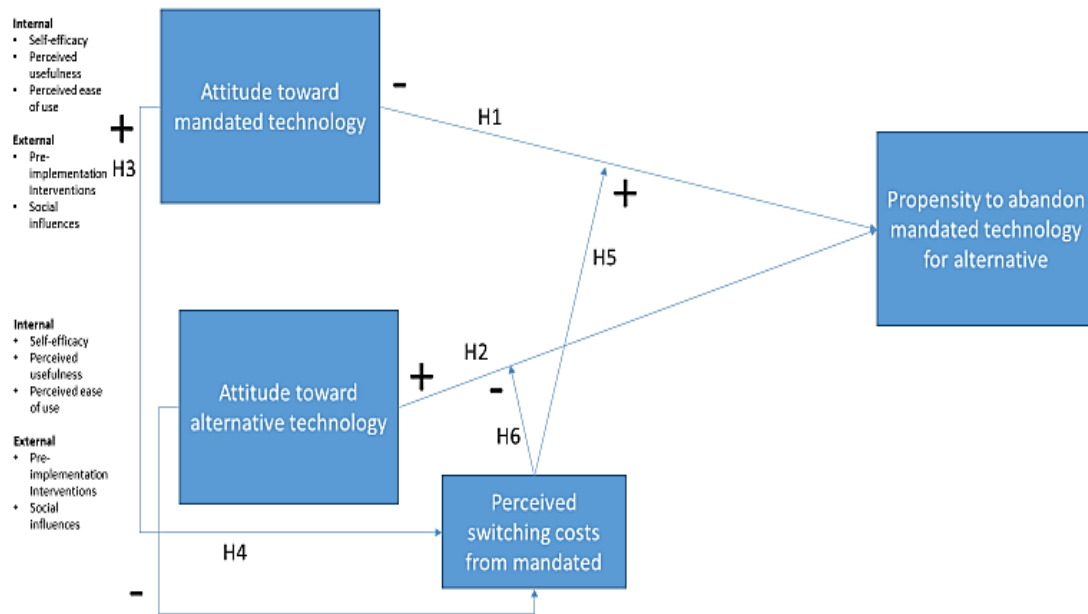 Internal
• Self-efficacy
• Perceived
usefulness
• Perceived ease
of use
External
• Pre-
implementation
Interventions
• Social
influences
+
H3
Attitude toward
mandated technology
-
H1
+
H5
Propensity to abandon
mandated technology
for alternative
Internal
+ Self-efficacy
+ Perceived
usefulness
+ Perceived ease
of use
External
+ Pre-
implementation
Interventions
+ Social
influences
Attitude toward
alternative technology
+
H2
-
H6
Perceived
switching costs
from mandated
H4
-